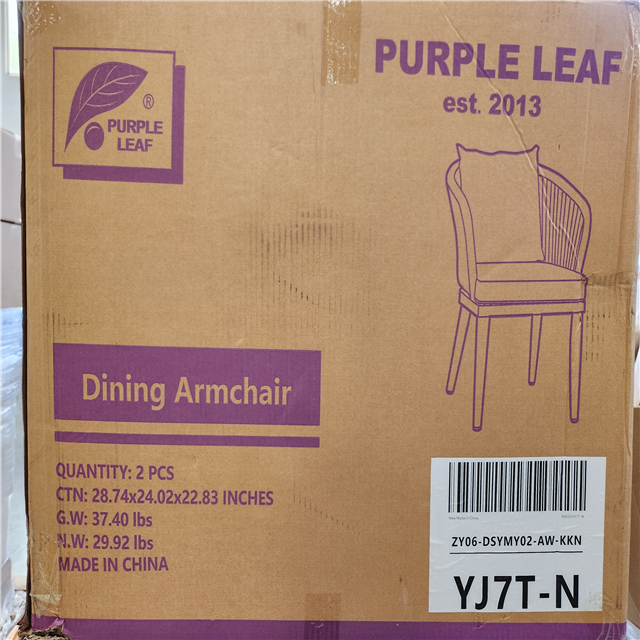 PURPLE LEAF
est. 2013
®
PURPLE
LEAF
Dining Armchair
QUANTITY: 2 PCS
CTN: 28.74x24.02x22.83 INCHES
G.W: 37.40 lbs
N.W: 29.92 lbs
MADE IN CHINA
ZY06-DSYMY02-AW-KKN
YJ7T-N